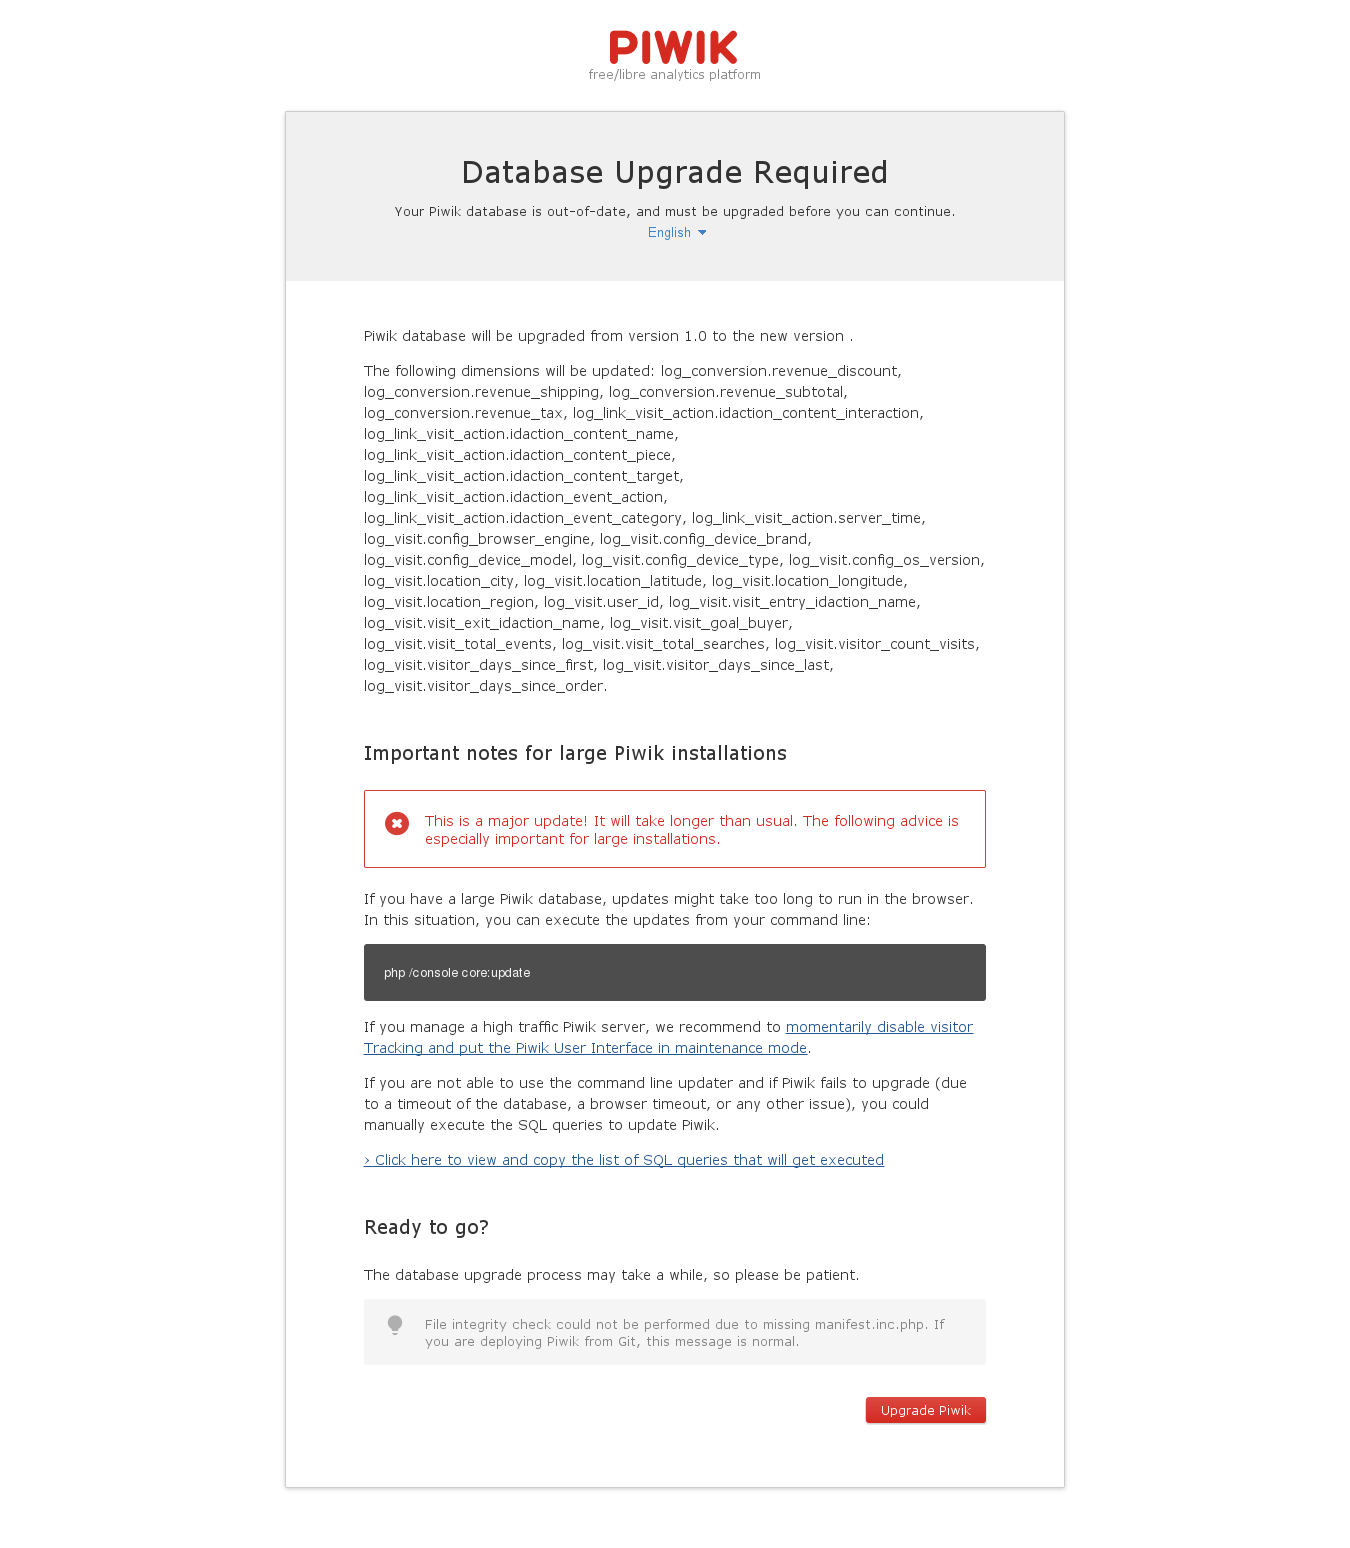 PIWIK
free/libre analytics platform
Database Upgrade Required
Your Piwik database is out-of-date, and must be upgraded before you can continue.
English
Piwik database will be upgraded from version 1.0 to the new version .
The following dimensions will be updated: log_conversion.revenue_discount,
log_conversion.revenue_shipping, log_conversion.revenue_subtotal,
log_conversion.revenue_tax, log_link_visit_action.idaction_content_interaction,
log_link_visit_action.idaction_content_name,
log_link_visit_action.idaction_content_piece,
log_link_visit_action.idaction_content_target,
log_link_visit_action.idaction_event_action,
log_link_visit_action.idaction_event_category, log_link_visit_action.server_time,
log_visit.config_browser_engine, log_visit.config_device_brand,
log_visit.config_device_model, log_visit.config_device_type, log_visit.config_os_version,
log_visit.location_city, log_visit.location_latitude, log_visit.location_longitude,
log_visit.location_region, log_visit.user_id, log_visit.visit_entry_idaction_name,
log_visit.visit_exit_idaction_name, log_visit.visit_goal_buyer,
log_visit.visit_total_events, log_visit.visit_total_searches, log_visit.visitor_count_visits,
log_visit.visitor_days_since_first, log_visit.visitor_days_since_last,
log_visit.visitor_days_since_order.
Important notes for large Piwik installations
This is a major update! It will take longer than usual. The following advice is
especially important for large installations.
If you have a large Piwik database, updates might take too long to run in the browser.
In this situation, you can execute the updates from your command line:
php /console core:update
If you manage a high traffic Piwik server, we recommend to momentarily disable visitor
Tracking and put the Piwik User Interface in maintenance mode.
If you are not able to use the command line updater and if Piwik fails to upgrade (due
to a timeout of the database, a browser timeout, or any other issue), you could
manually execute the SQL queries to update Piwik.
› Click here to view and copy the list of SQL queries that will get executed
Ready to go?
The database upgrade process may take a while, so please be patient.
File integrity check could not be performed due to missing manifest.inc.php. If
you are deploying Piwik from Git, this message is normal.
Upgrade Piwik